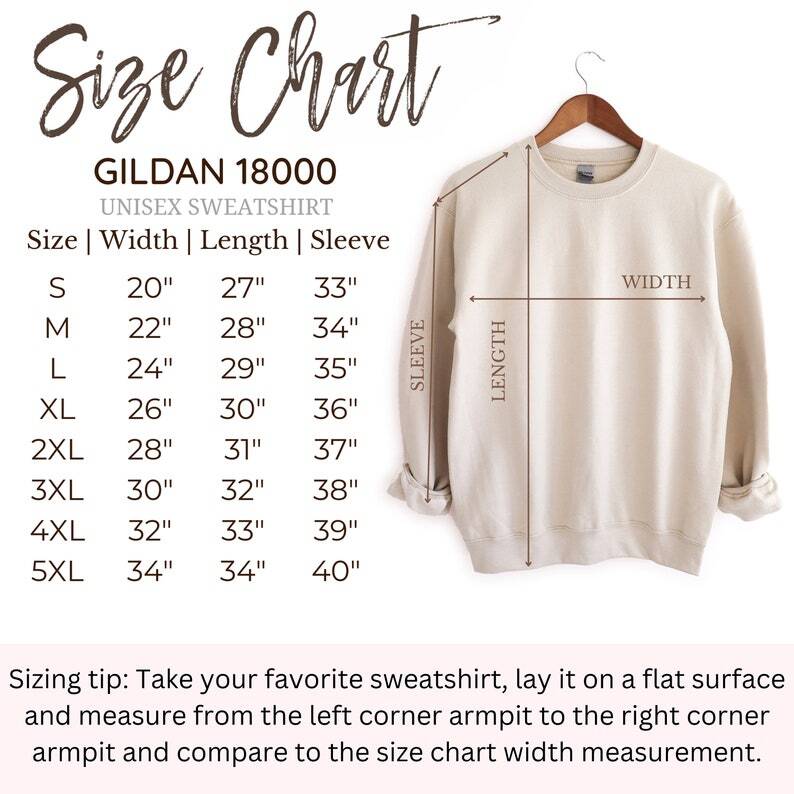 Size Chart
GILDAN 18000
UNISEX SWEATSHIRT
Size | Width | Length | Sleeve
S 20" 27" 33"
M 22" 28" 34"
L 24" 29" 35"
XL 26" 30" 36"
2XL 28" 31" 37"
3XL 30" 32" 38"
4XL 32" 33" 39"
5XL 34" 34" 40"
GILDAN
WIDTH
SLEEVE
LENGTH
Sizing tip: Take your favorite sweatshirt, lay it on a flat surface
and measure from the left corner armpit to the right corner
armpit and compare to the size chart width measurement.